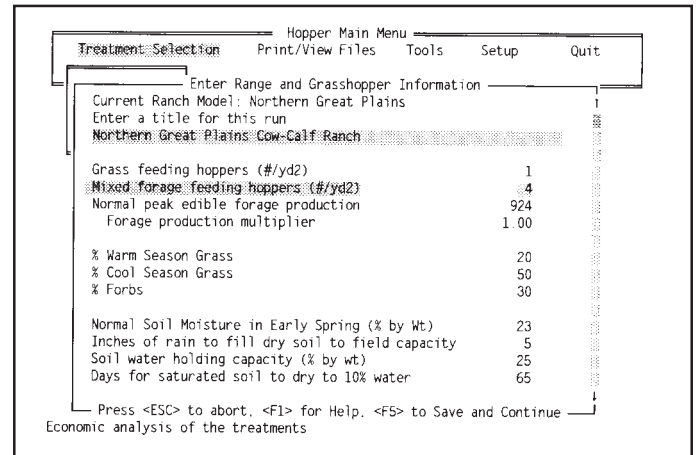 Hopper Main Menu
Treatment Selection Print/View Files Tools Setup Quit
Enter Range and Grasshopper Information
Current Ranch Model: Northern Great Plains
Enter a title for this run
Northern Great Plains Cow-Calf Ranch
Grass feeding hoppers (#/yd2) 1
Mixed forage feeding hoppers (#/yd2) 4
Normal peak edible forage production 924
Forage production multiplier 1.00
% Warm Season Grass 20
% Cool Season Grass 50
% Forbs 30
Normal Soil Moisture in Early Spring (% by Wt) 23
Inches of rain to fill dry soil to field capacity 5
Soil water holding capacity (% by wt) 25
Days for saturated soil to dry to 10% water 65
Press <ESC> to abort, <F1> for Help, <F5> to Save and Continue
Economic analysis of the treatments